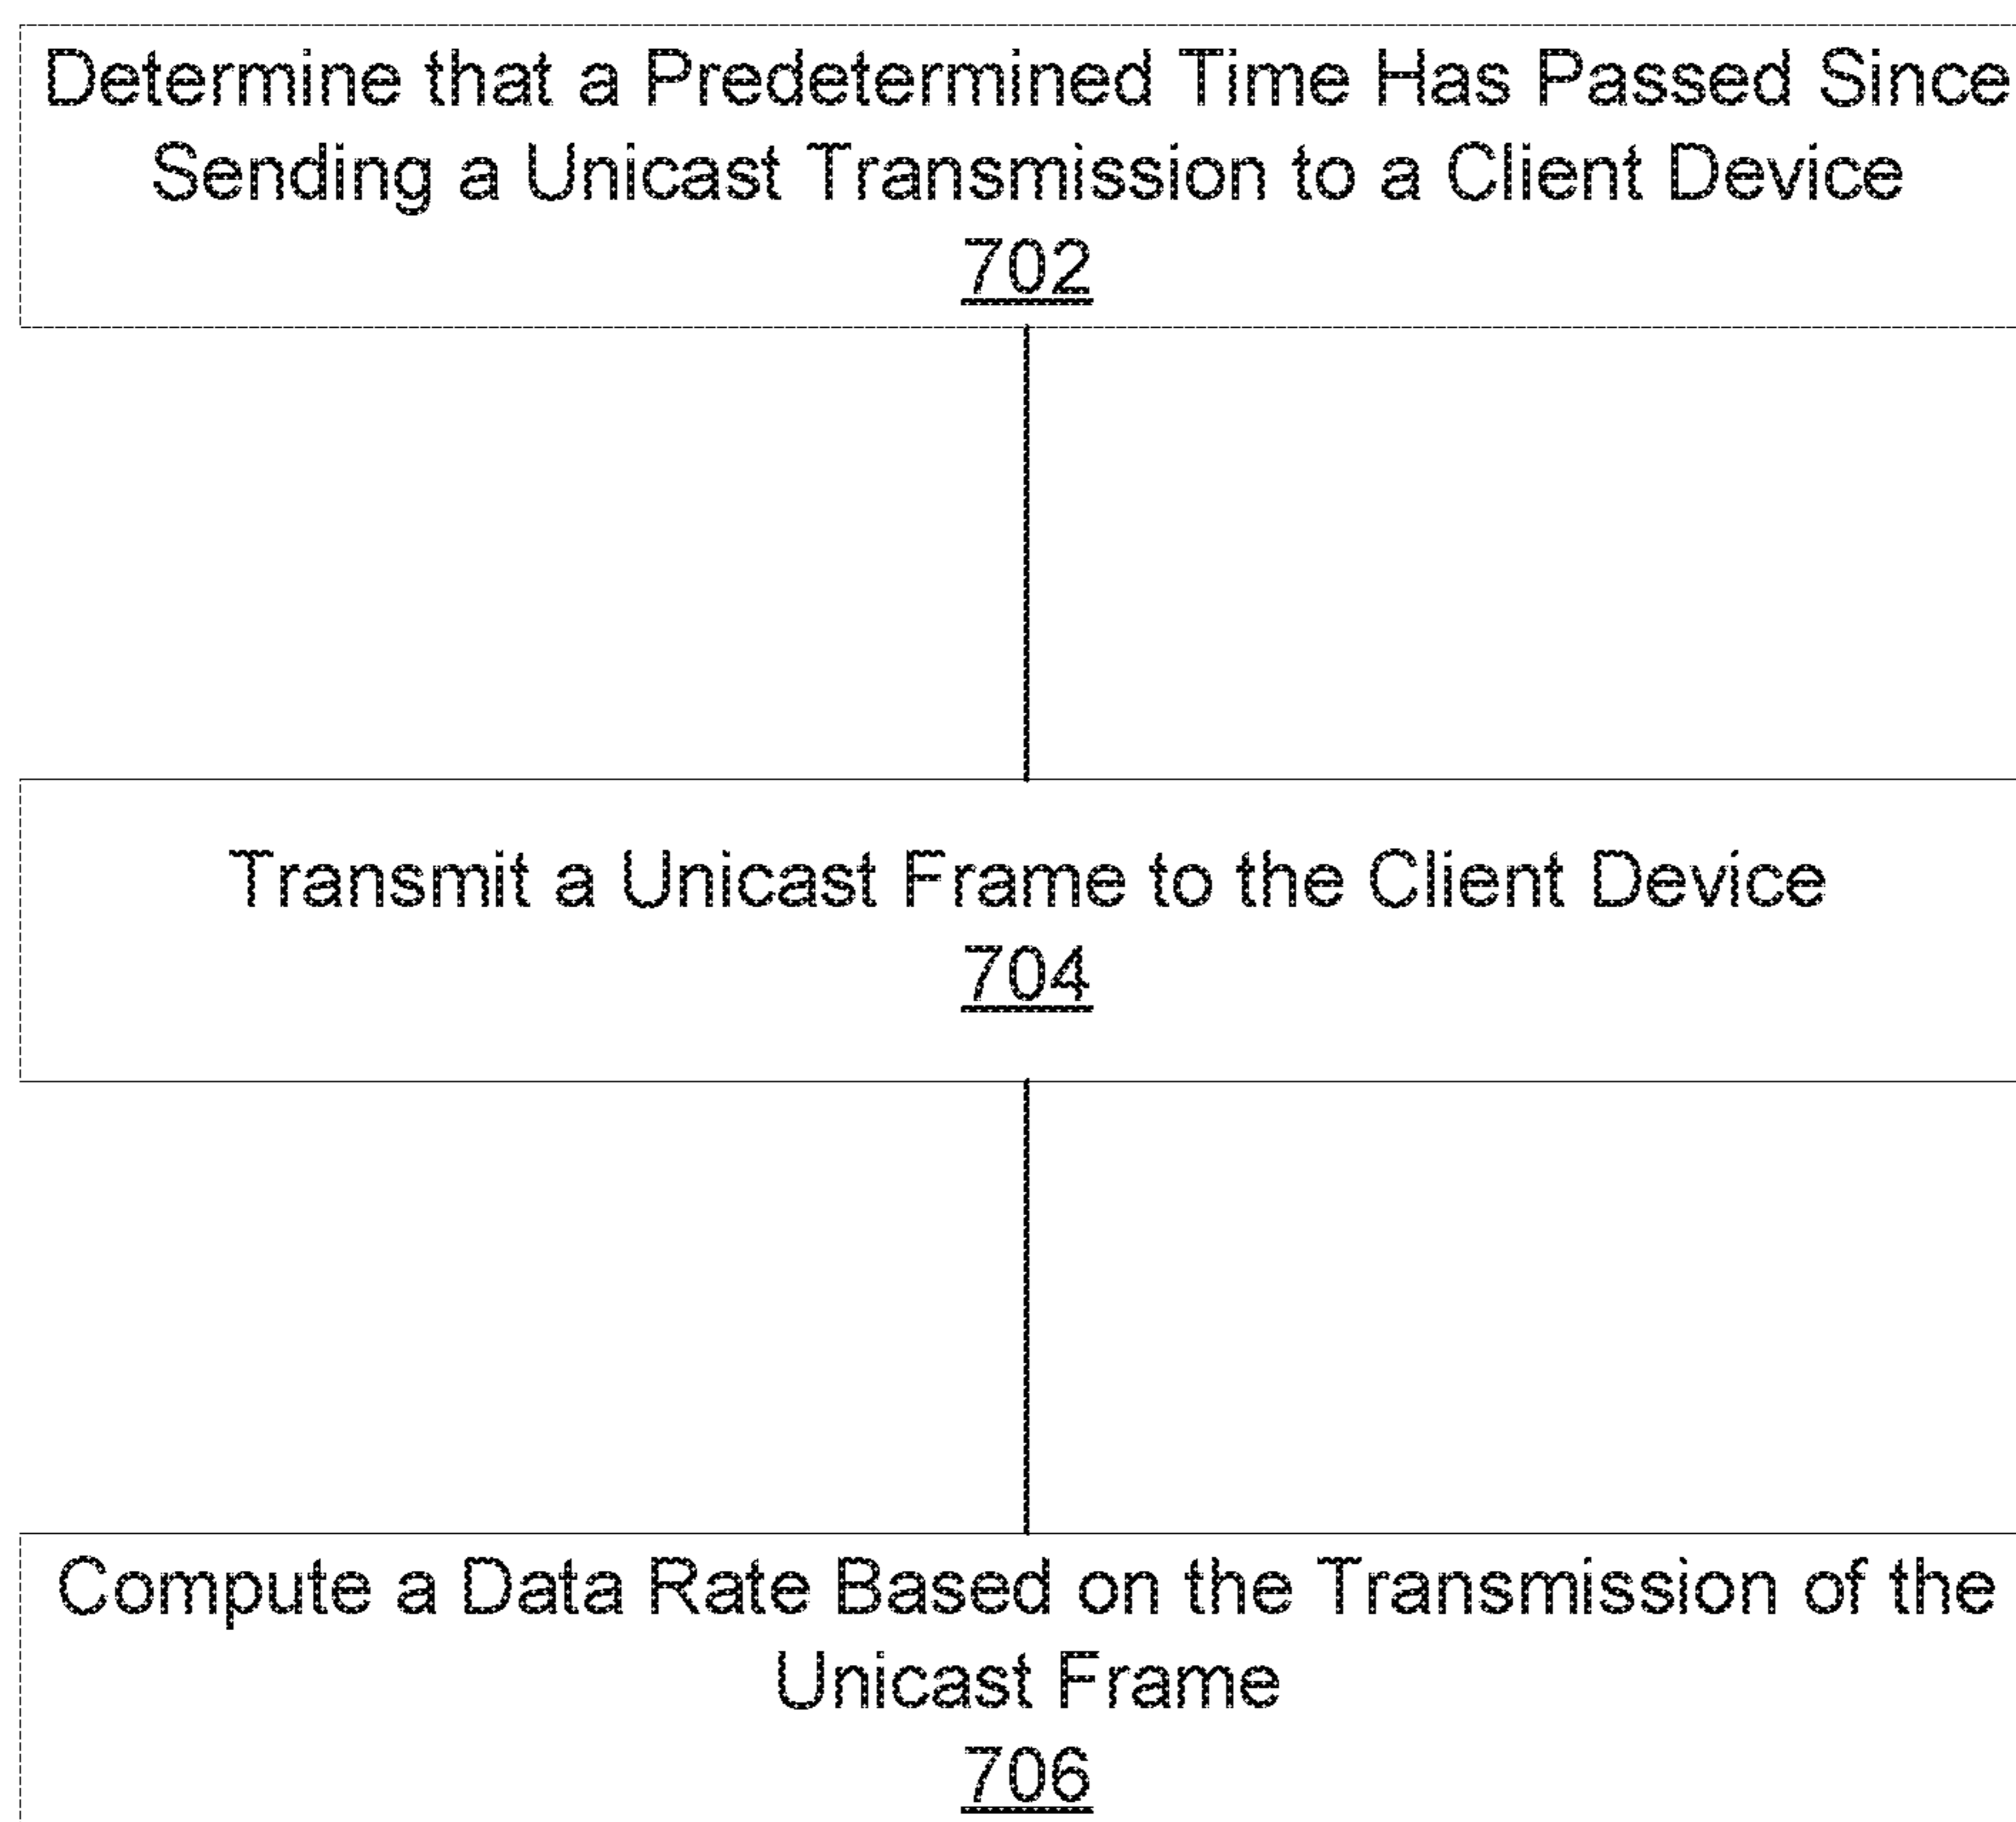 Determine that a Predetermined Time Has Passed Since
Sending a Unicast Transmission to a Client Device
702
Transmit a Unicast Frame to the Client Device
704
Compute a Data Rate Based on the Transmission of the
Unicast Frame
706